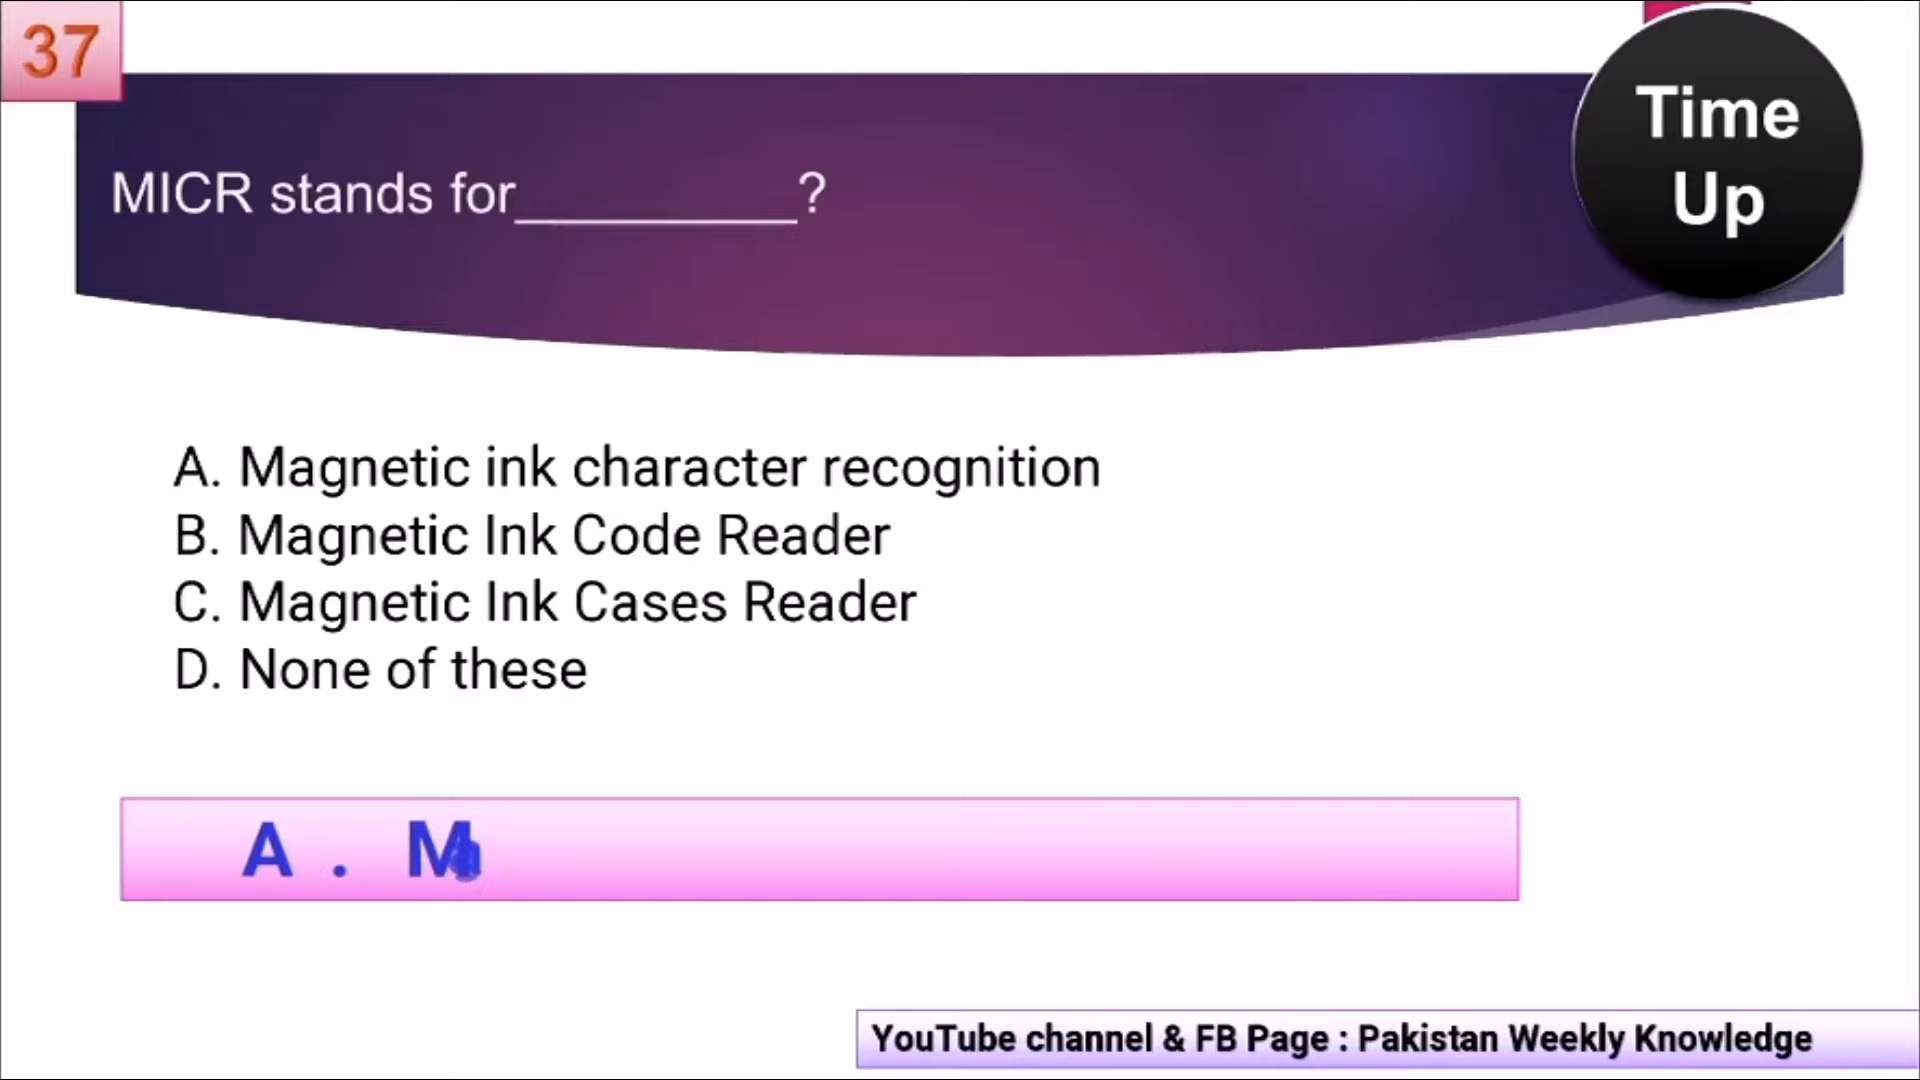 37
Time
Up
MICR stands for__________?
A. Magnetic ink character recognition
B. Magnetic Ink Code Reader
C. Magnetic Ink Cases Reader
D. None of these
A . M
YouTube channel & FB Page : Pakistan Weekly Knowledge